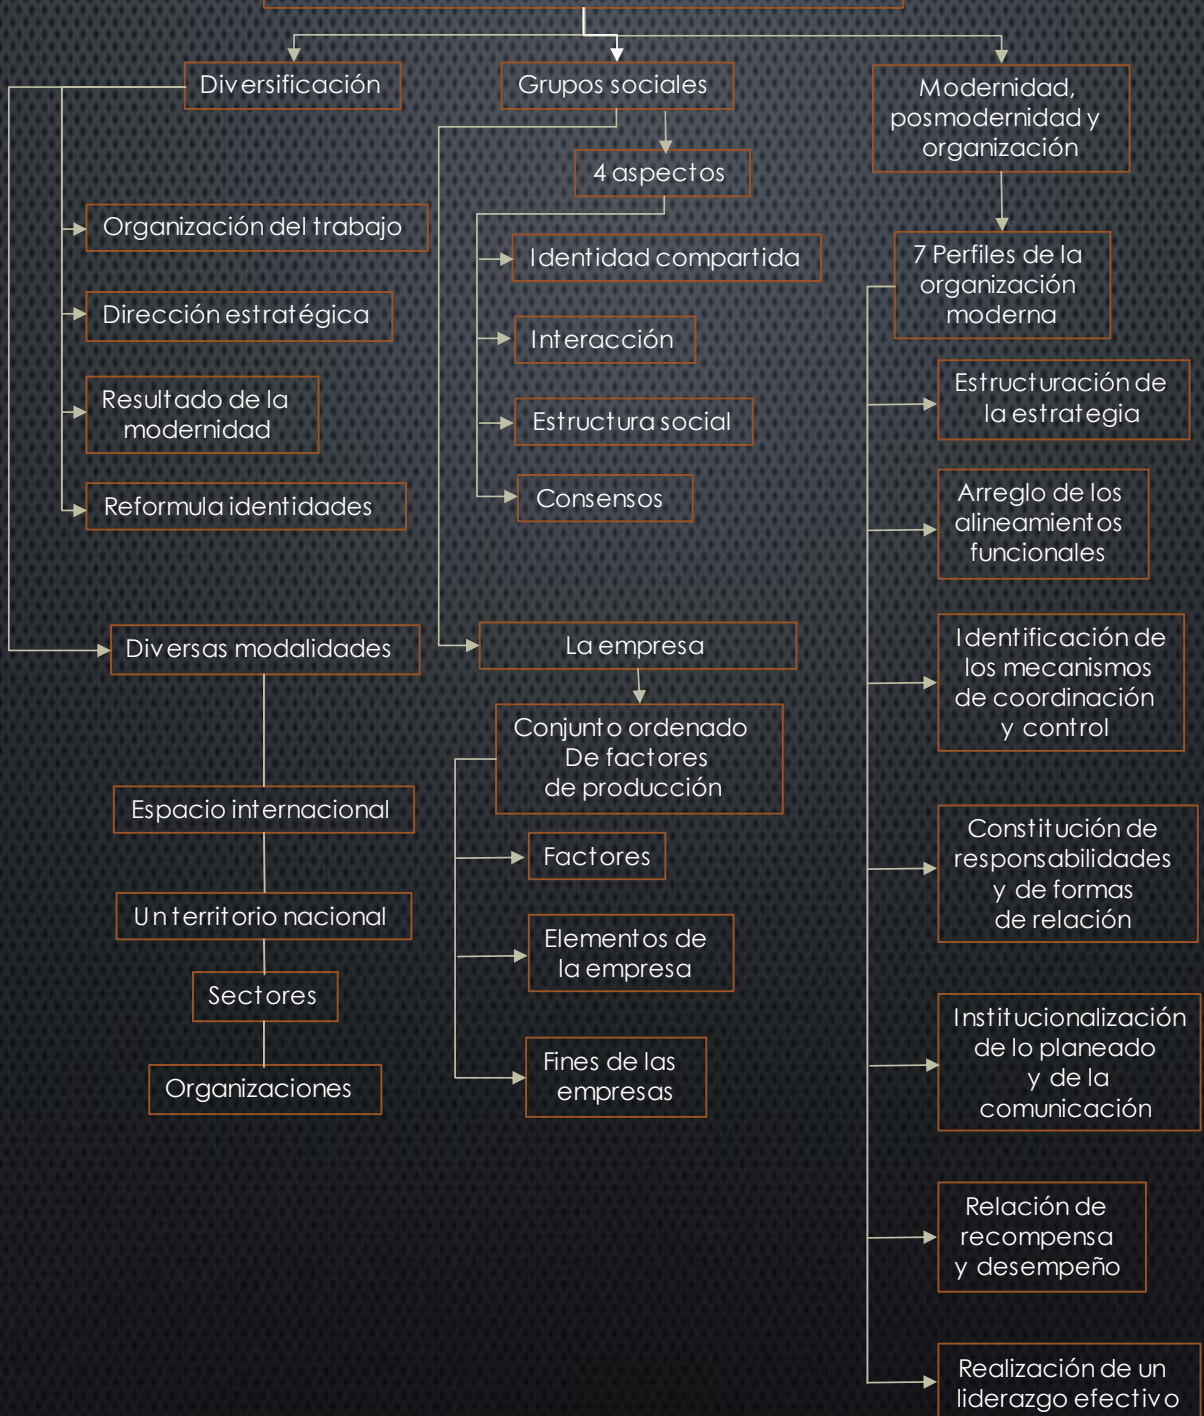 Diversificación
Organización del trabajo
Dirección estratégica
Resultado de la
modernidad
Reformula identidades
Diversas modalidades
Espacio internacional
Un territorio nacional
Sectores
Organizaciones
Grupos sociales
4 aspectos
Identidad compartida
Interacción
Estructura social
Consensos
La empresa
Conjunto ordenado
De factores
de producción
Factores
Elementos de
la empresa
Fines de las
empresas
Modernidad,
posmodernidad y
organización
7 Perfiles de la
organización
moderna
Estructuración de
la estrategia
Arreglo de los
alineamientos
funcionales
Identificación de
los mecanismos
de coordinación
y control
Constitución de
responsabilidades
y de formas
de relación
Institucionalización
de lo planeado
y de la
comunicación
Relación de
recompensa
y desempeño
Realización de un
liderazgo efectivo